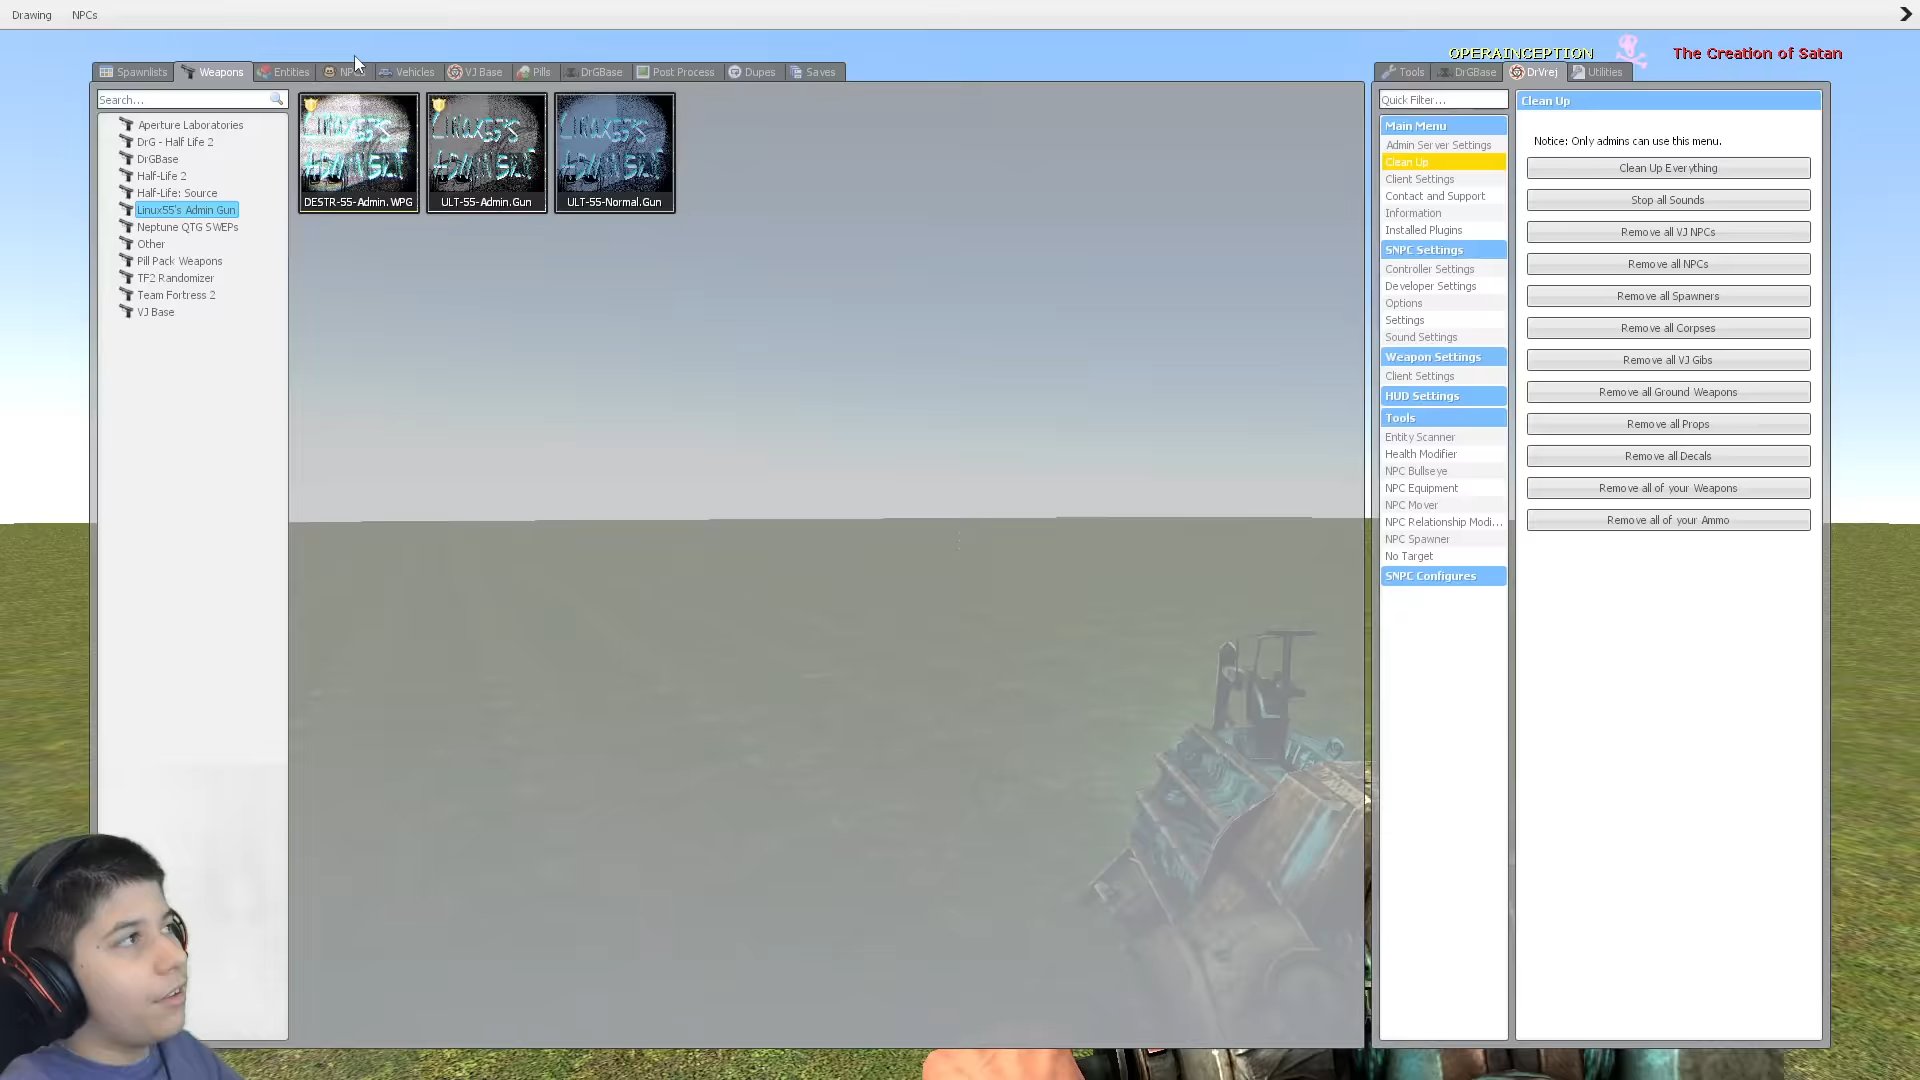 Drawing NPCs
OPERAINCEPTION The Creation of Satan
Spawnlists Weapons Entities Vehicles VJ Base Pills DrGBase Post Process Dupes Saves
Tools DrGBase DrVrej Utilities
Search...
Aperture Laboratories
DrG - Half Life 2
DrGBase
Half-Life 2
Half-Life: Source
Linux55's Admin Gun
Neptune QTG SWEPs
Other
Pill Pack Weapons
TF2 Randomizer
Team Fortress 2
VJ Base
LINUX55'S
DESTR-55-Admin.WPG
LINUX55'S
ULT-55-Admin.Gun
LINUX55'S
ULT-55-Normal.Gun
Quick Filter...
Main Menu
Admin Server Settings
Clean Up
Client Settings
Contact and Support
Information
Installed Plugins
SNPC Settings
Controller Settings
Developer Settings
Options
Settings
Sound Settings
Weapon Settings
Client Settings
HUD Settings
Tools
Entity Scanner
Health Modifier
NPC Bullseye
NPC Equipment
NPC Mover
NPC Relationship Modi...
NPC Spawner
No Target
SNPC Configures
Clean Up
Notice: Only admins can use this menu.
Clean Up Everything
Stop all Sounds
Remove all VJ NPCs
Remove all NPCs
Remove all Spawners
Remove all Corpses
Remove all VJ Gibs
Remove all Ground Weapons
Remove all Props
Remove all Decals
Remove all of your Weapons
Remove all of your Ammo